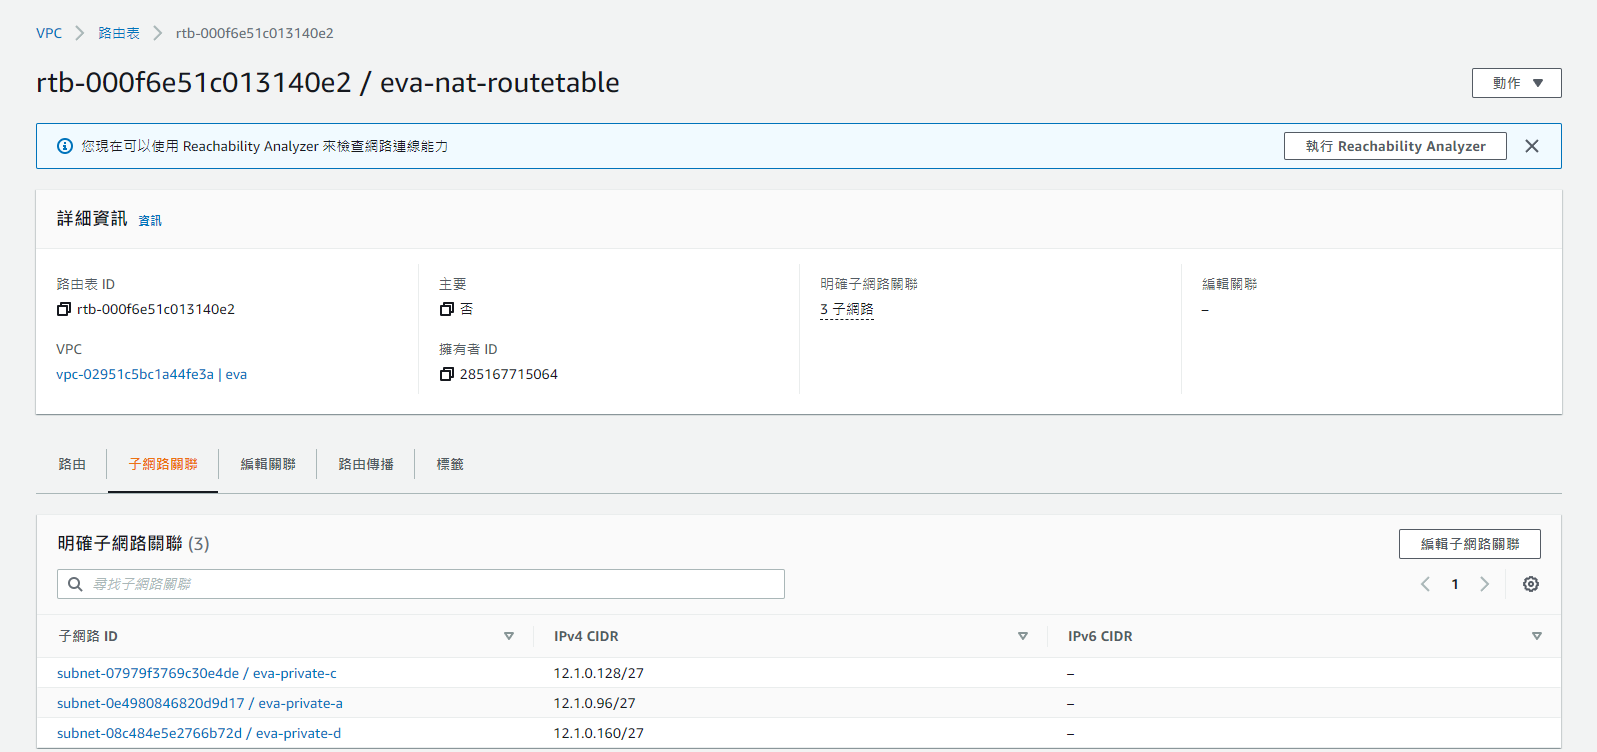 VPC > 路由表 > rtb-000f6e51c013140e2
rtb-000f6e51c013140e2 / eva-nat-routetable
動作
您現在可以使用 Reachability Analyzer 來檢查網路連線能力
執行 Reachability Analyzer
詳細資訊 資訊
路由表 ID
rtb-000f6e51c013140e2
主要
否
明確子網路關聯
3 子網路
編輯關聯
–
VPC
vpc-02951c5bc1a44fe3a | eva
擁有者 ID
285167715064
路由 子網路關聯 編輯關聯 路由傳播 標籤
明確子網路關聯 (3)
編輯子網路關聯
尋找子網路關聯
1
子網路 ID IPv4 CIDR IPv6 CIDR
subnet-07979f3769c30e4de / eva-private-c 12.1.0.128/27 –
subnet-0e4980846820d9d17 / eva-private-a 12.1.0.96/27 –
subnet-08c484e5e2766b72d / eva-private-d 12.1.0.160/27 –